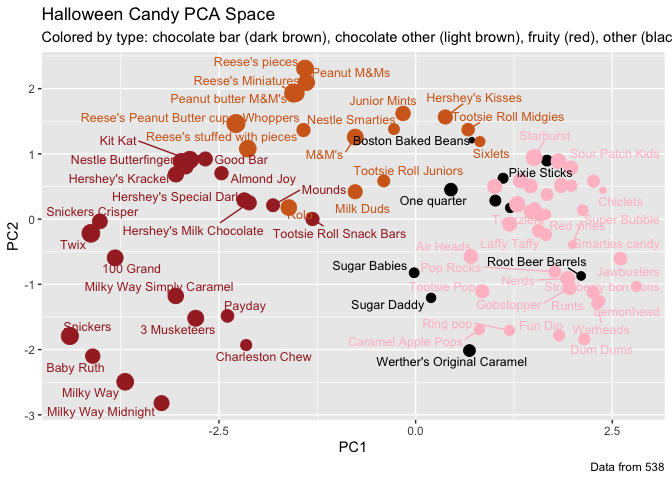 Halloween Candy PCA Space
Colored by type: chocolate bar (dark brown), chocolate other (light brown), fruity (red), other (blac
Reese's pieces
Peanut M&M's
Reese's Miniatures
Peanut butter M&M's
Junior Mints
Hershey's Kisses
Reese's Peanut Butter cup
Whoppers
Nestle Smarties
Tootsie Roll Midgies
Kit Kat
Reese's stuffed with pieces
M&M's
Boston Baked Beans
Sixlets
Starburst
Nestle Butterfinger
Good Bar
Sour Patch Kids
Hershey's Krackel
Almond Joy
Tootsie Roll Juniors
Pixie Sticks
Hershey's Special Dark
Mounds
Milk Duds
One quarter
Chiclets
Snickers Crisper
Rolo
Twizzlers
Super Bubble
Hershey's Milk Chocolate
Tootsie Roll Snack Bars
Red vines
Twix
Air Heads
Laffy Taffy
Smarties candy
100 Grand
Sugar Babies
Pop Rocks
Root Beer Barrels
Jawbusters
Milky Way Simply Caramel
Tootsie Pop
Nerds
Strawberry bon bons
Payday
Sugar Daddy
Gobstopper
Runts
Lemonhead
Snickers
3 Musketeers
Ring pop
Fun Dip
Warheads
Charleston Chew
Caramel Apple Pops
Dum Dums
Baby Ruth
Werther's Original Caramel
Milky Way
Milky Way Midnight
PC2
2
1
0
-1
-2
-3
-2.5
0.0
2.5
PC1
Data from 538